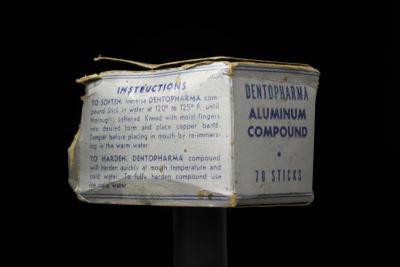 INSTRUCTIONS
TO SOFTEN. Immerse DENTOPHARMA com-
pound Stick in water at 120° to 125° F. until
thoroughly softened. Knead with moist fingers
into desired form and place copper band.
Temper before placing in mouth by re-immers-
ing in the warm water.
TO HARDEN. DENTOPHARMA compound
will harden quickly at mouth temperature and
cold water. To fully harden compound use
ice cold water.
DENTOPHARMA
ALUMINUM
COMPOUND
70 STICKS